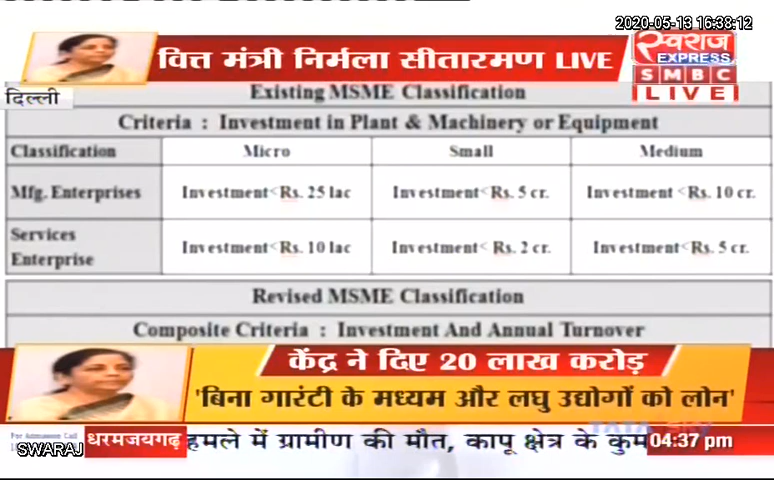 2020-05-13 16:38:12
वित्त मंत्री निर्मला सीतारमण LIVE
स्वराज
EXPRESS
SMBC
LIVE
दिल्ली
Existing MSME Classification
Criteria : Investment in Plant & Machinery or Equipment
Classification Micro Small Medium
Mfg. Enterprises Investment< Rs. 25 lac Investment< Rs. 5 cr. Investment < Rs. 10 cr.
Services Enterprise Investment< Rs. 10 lac Investment< Rs. 2 cr. Investment< Rs. 5 cr.
Revised MSME Classification
Composite Criteria : Investment And Annual Turnover
केंद्र ने दिए 20 लाख करोड़
'बिना गारंटी के मध्यम और लघु उद्योगों को लोन'
TATA Sky
SWARAJ
धरमजयगढ़ हमले में ग्रामीण की मौत, कापू क्षेत्र के कुम 04:37 pm